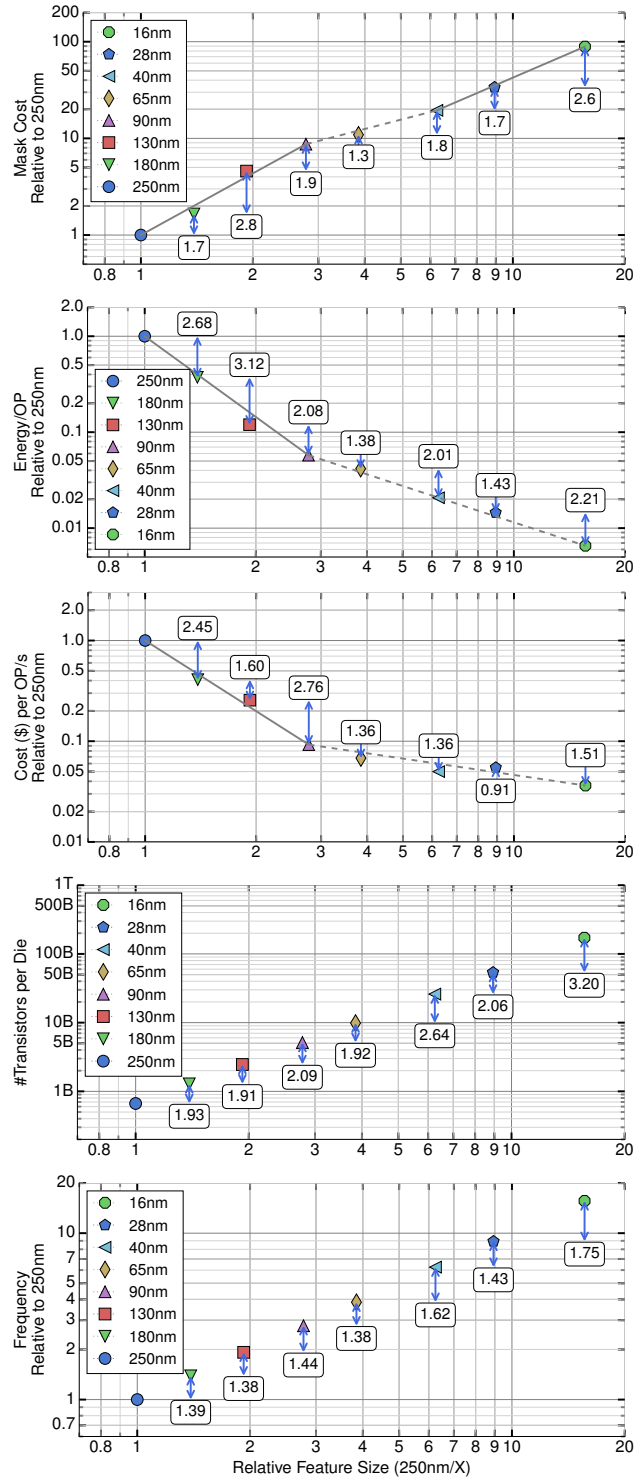 Mask Cost
Relative to 250nm
200
100
50
20
10
5
2
1
16nm
28nm
40nm
65nm
90nm
130nm
180nm
250nm
1.7
2.8
1.9
1.3
1.8
1.7
2.6
0.8 1 2 3 4 5 6 7 8 9 10 20
Energy/OP
Relative to 250nm
2.0
1.0
0.5
0.2
0.1
0.05
0.02
0.01
250nm
180nm
130nm
90nm
65nm
40nm
28nm
16nm
2.68
3.12
2.08
1.38
2.01
1.43
2.21
0.8 1 2 3 4 5 6 7 8 9 10 20
Cost ($) per OP/s
Relative to 250nm
2.0
1.0
0.5
0.2
0.1
0.05
0.02
0.01
2.45
1.60
2.76
1.36
1.36
0.91
1.51
0.8 1 2 3 4 5 6 7 8 9 10 20
#Transistors per Die
1T
500B
100B
50B
10B
5B
1B
16nm
28nm
40nm
65nm
90nm
130nm
180nm
250nm
1.93
1.91
2.09
1.92
2.64
2.06
3.20
0.8 1 2 3 4 5 6 7 8 9 10 20
Frequency
Relative to 250nm
20
10
7
5
4
3
2
1
0.7
16nm
28nm
40nm
65nm
90nm
130nm
180nm
250nm
1.39
1.38
1.44
1.38
1.62
1.43
1.75
0.8 1 2 3 4 5 6 7 8 9 10 20
Relative Feature Size (250nm/X)